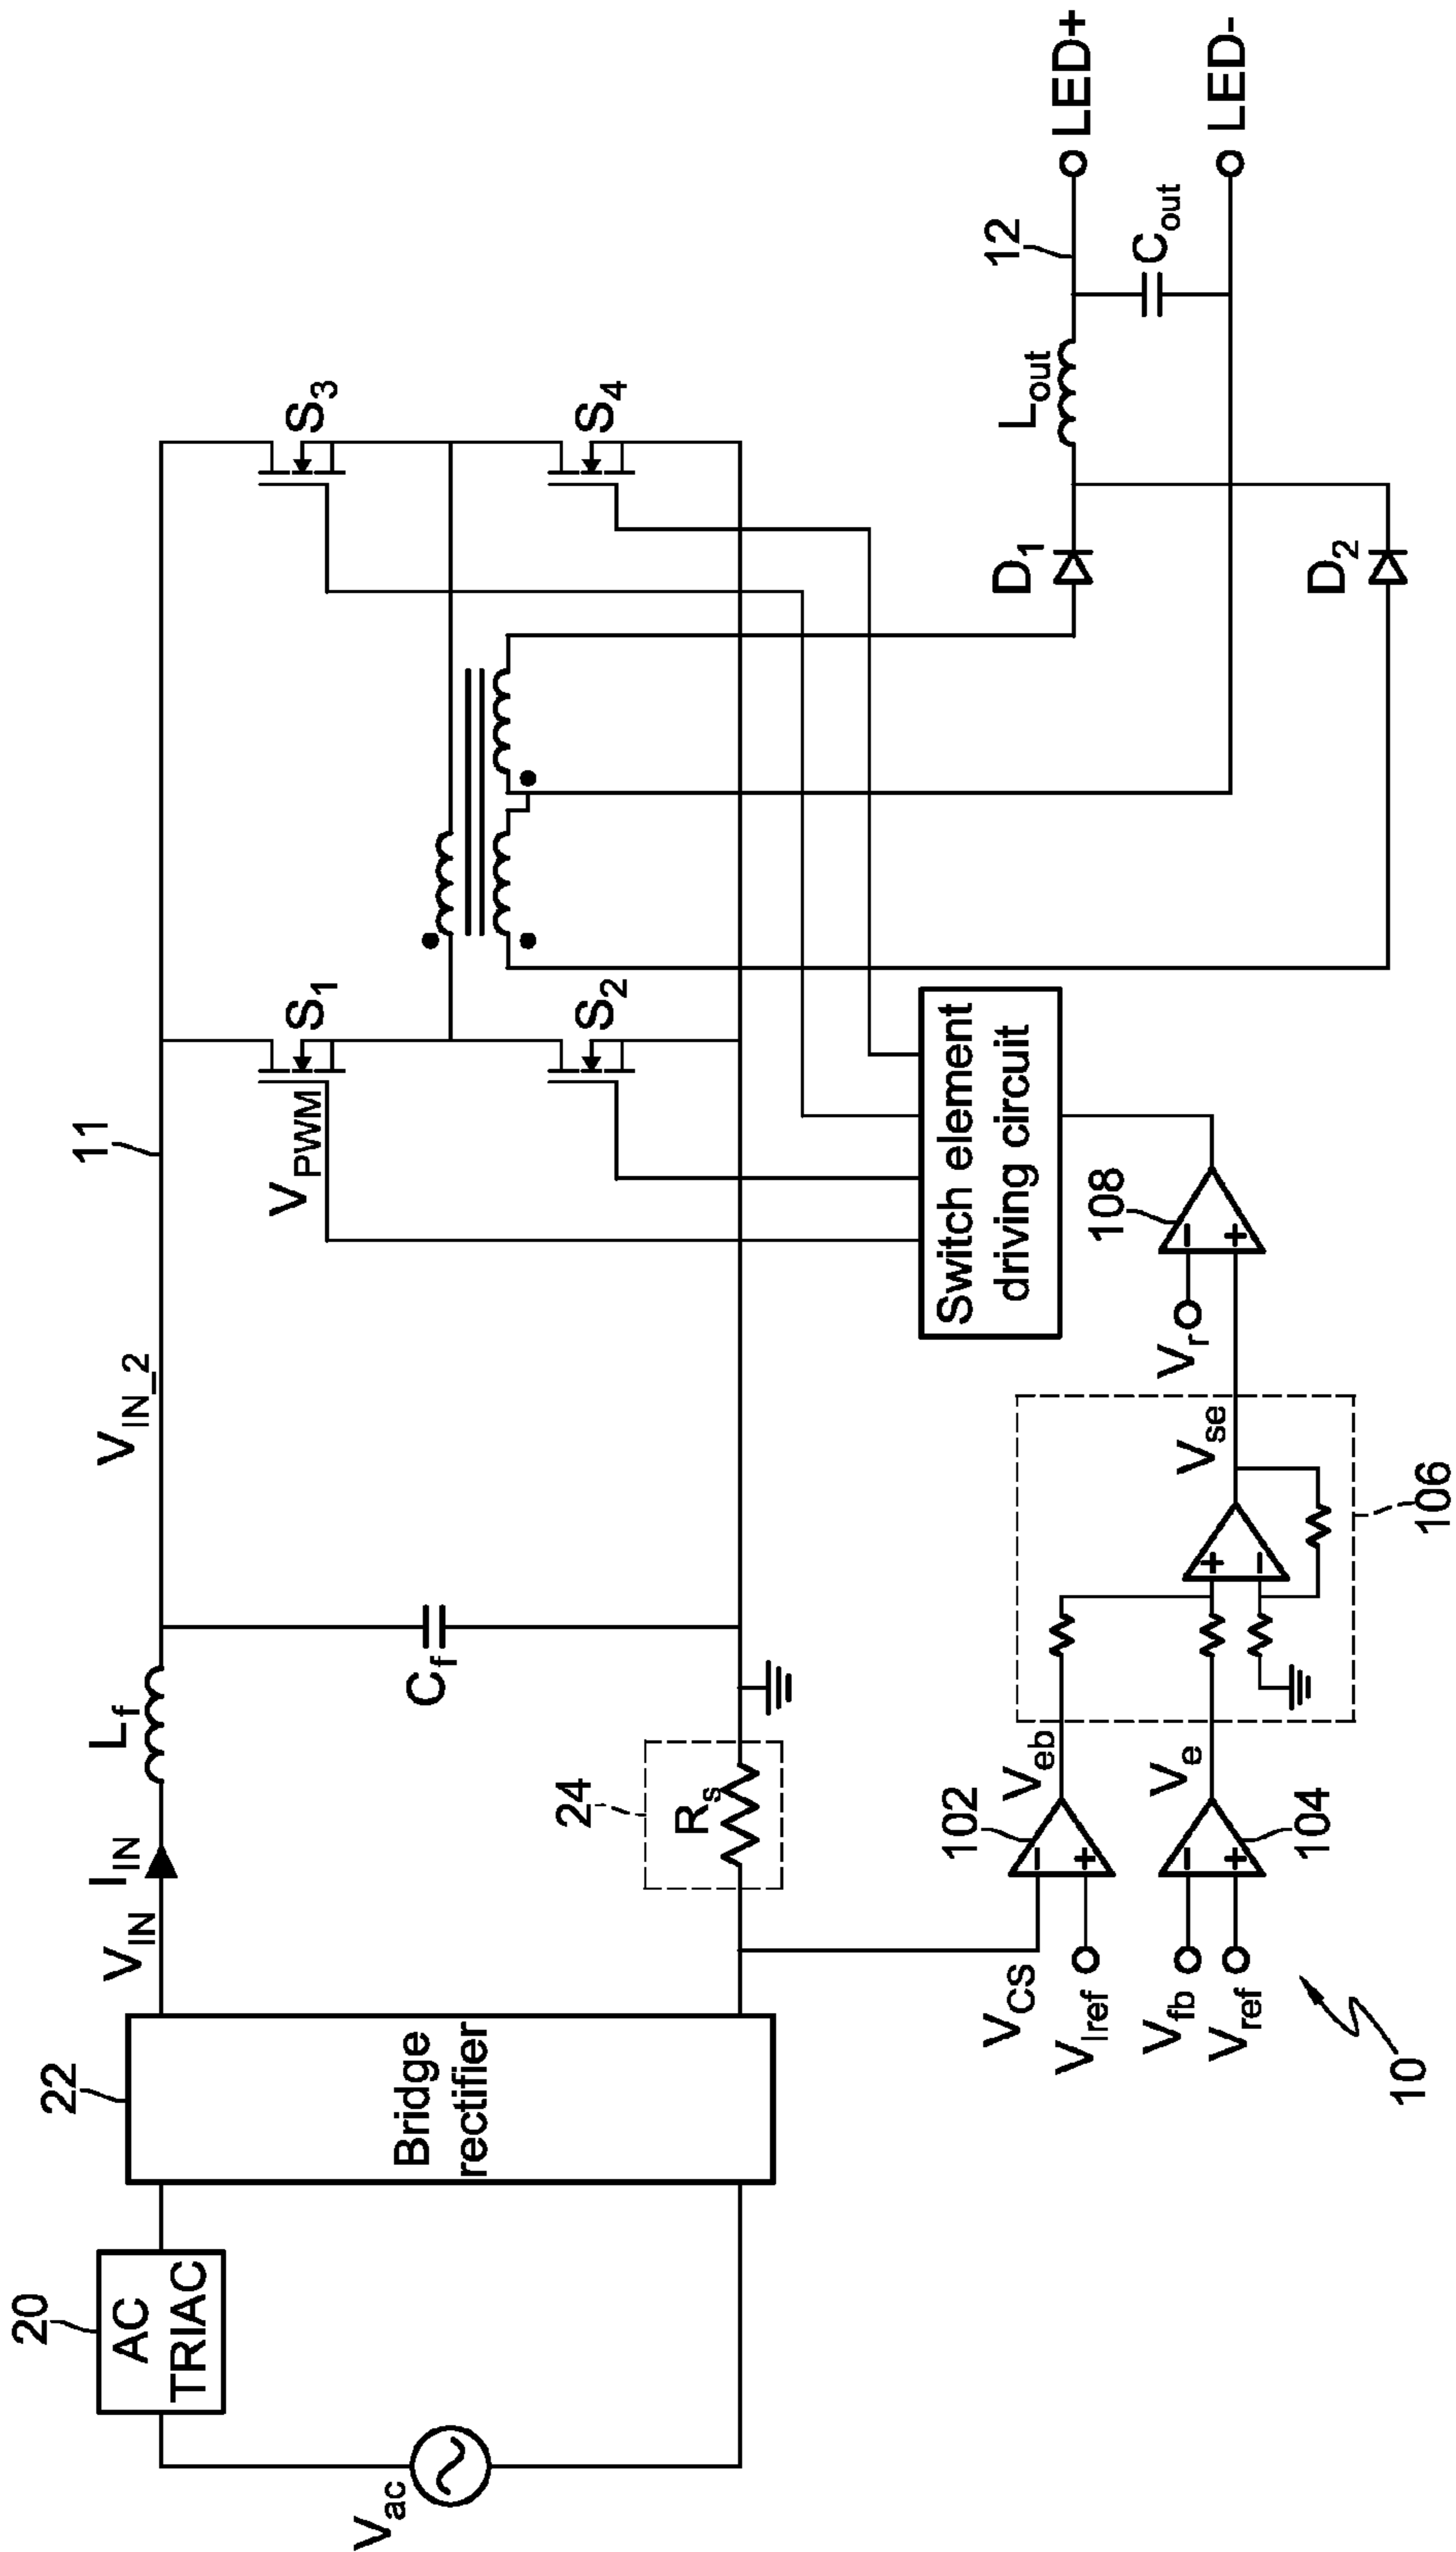 20
AC
TRIAC
Vac
22
Bridge
rectifier
VIN
IIN
Lf
Cf
24
Rs
VIN_2
11
VPWM
S1
S2
S3
S4
12
Lout
Cout
LED+
LED-
D1
D2
Switch element
driving circuit
VCS
VIref
Vfb
Vref
102
104
Veb
Ve
106
Vse
Vr
108
10
+
-